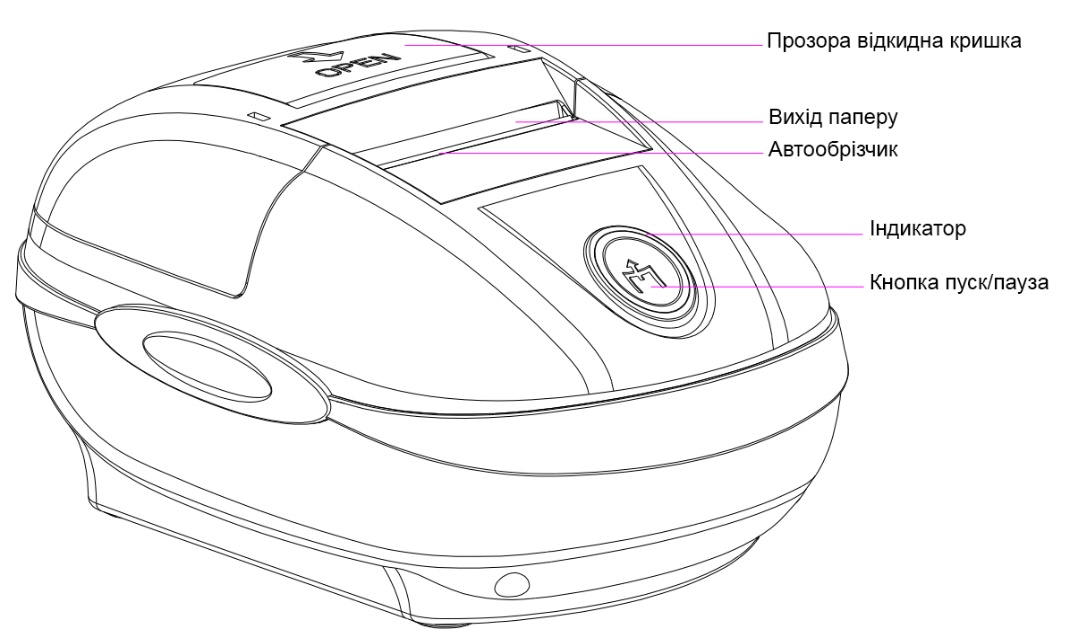 Прозора відкидна кришка
OPEN
Вихід паперу
Автообрізчик
Індикатор
Кнопка пуск/пауза